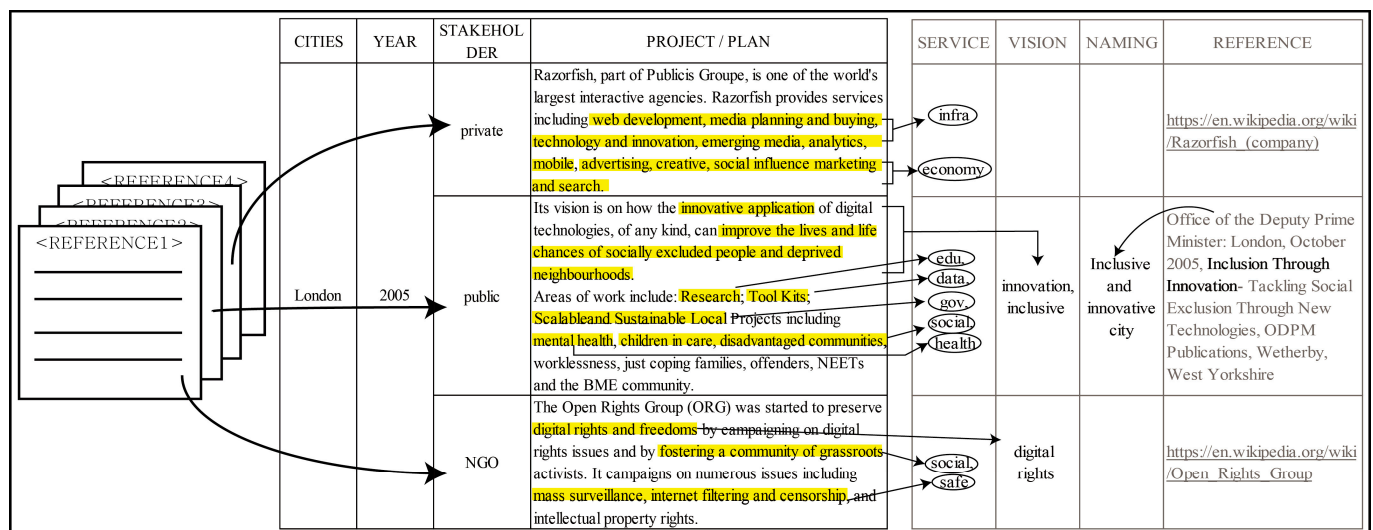 CITIES
YEAR
STAKEHOL
DER
PROJECT / PLAN
SERVICE
VISION
NAMING
REFERENCE
<REFERENCE4>
<REFERENCE3>
<REFERENCE2>
<REFERENCE1>
London
2005
private
Razorfish, part of Publicis Groupe, is one of the world's
largest interactive agencies. Razorfish provides services
including web development, media planning and buying,
technology and innovation, emerging media, analytics,
mobile, advertising, creative, social influence marketing
and search.
infra
economy
https://en.wikipedia.org/wiki
/Razorfish_(company)
public
Its vision is on how the innovative application of digital
technologies, of any kind, can improve the lives and life
chances of socially excluded people and deprived
neighbourhoods.
Areas of work include: Research; Tool Kits;
Scalableand Sustainable Local Projects including
mental health, children in care, disadvantaged communities,
worklessness, just coping families, offenders, NEETs
and the BME community.
edu,
data,
gov,
social,
health
innovation,
inclusive
Inclusive
and
innovative
city
Office of the Deputy Prime
Minister: London, October
2005, Inclusion Through
Innovation- Tackling Social
Exclusion Through New
Technologies, ODPM
Publications, Wetherby,
West Yorkshire
NGO
The Open Rights Group (ORG) was started to preserve
digital rights and freedoms by campaigning on digital
rights issues and by fostering a community of grassroots
activists. It campaigns on numerous issues including
mass surveillance, internet filtering and censorship, and
intellectual property rights.
social,
safe
digital
rights
https://en.wikipedia.org/wiki
/Open_Rights_Group